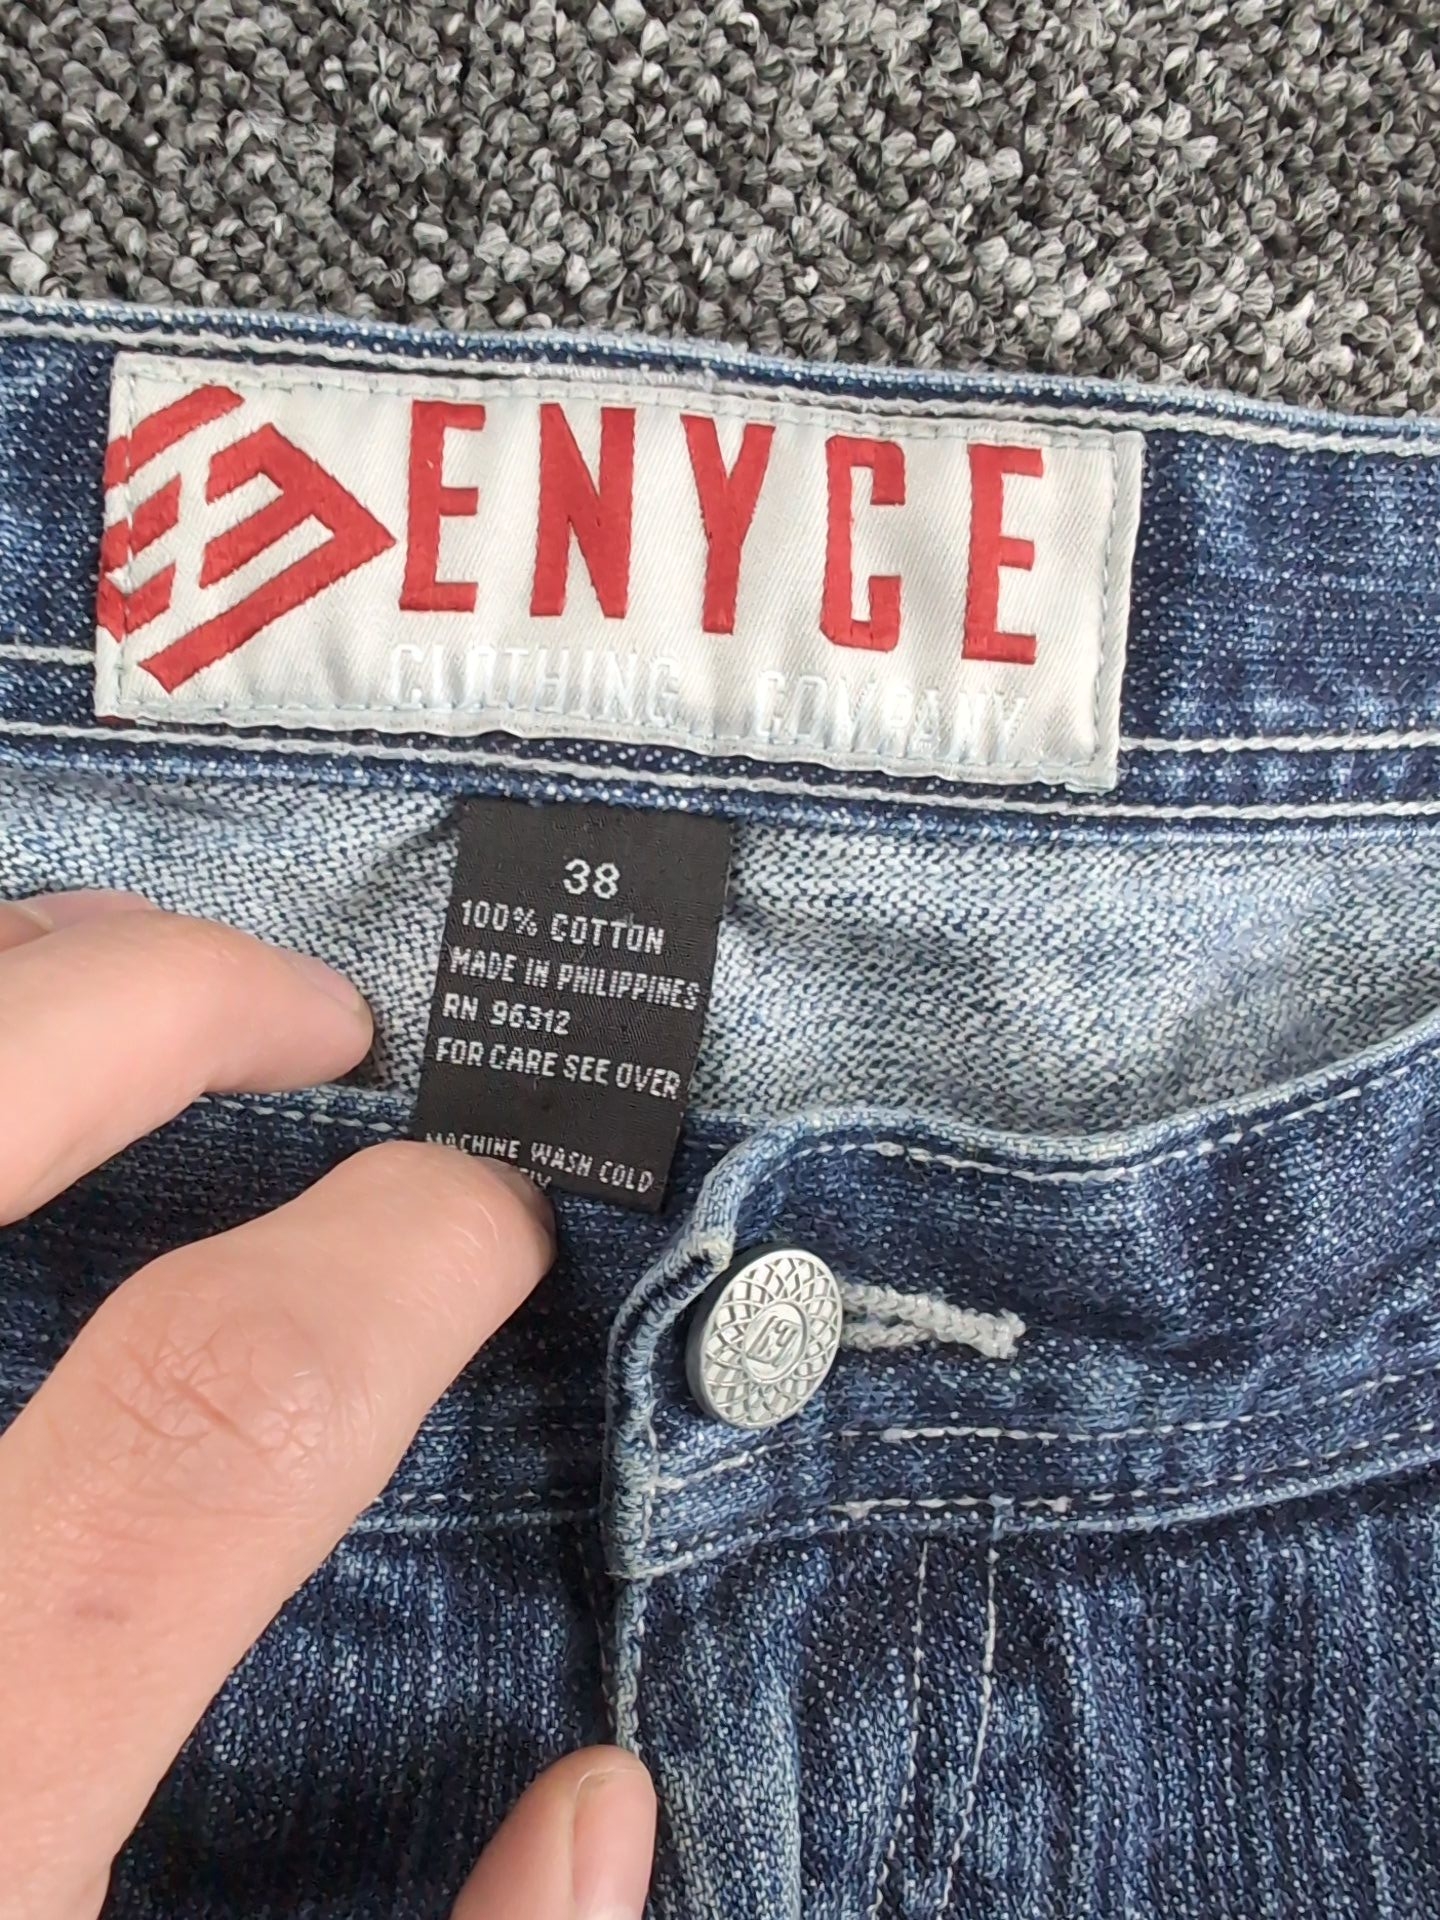 ENYCE
CLOTHING COMPANY
38
100% COTTON
MADE IN PHILIPPINES
RN 96312
FOR CARE SEE OVER
MACHINE WASH COLD